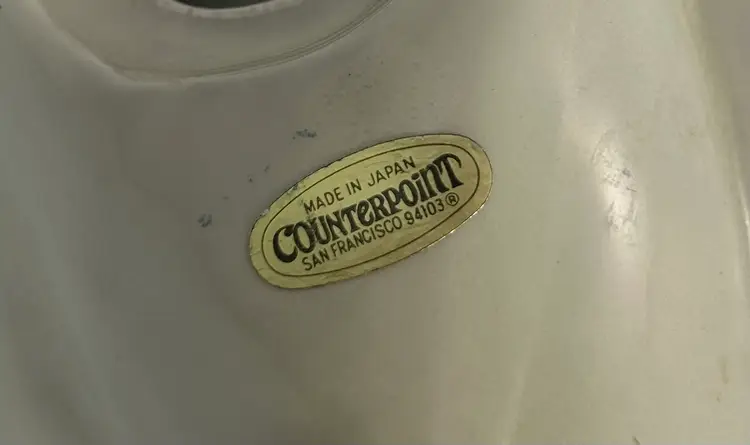 MADE IN JAPAN
COUNTERPOINT
SAN FRANCISCO 94103®